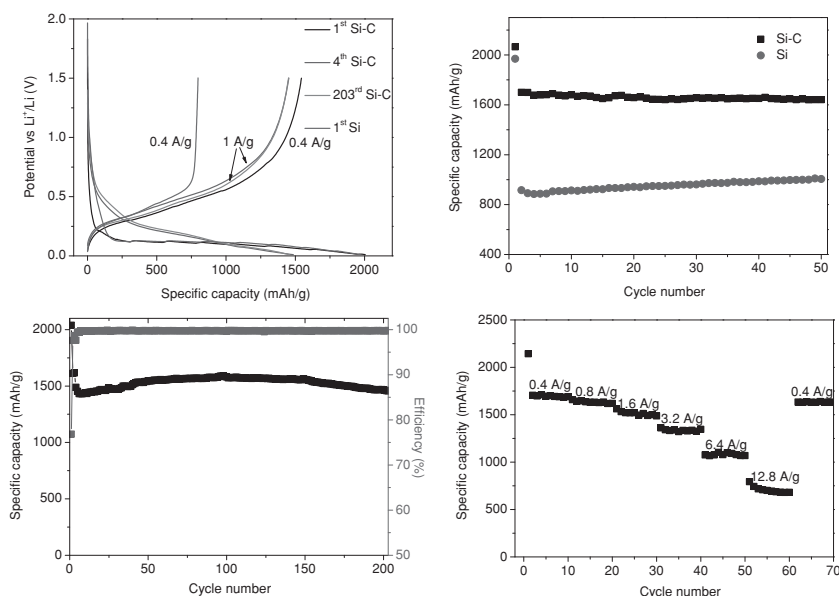 2.0
1.5
1.0
0.5
0.0
Potential vs Li⁺/Li (V)
1ˢᵗ Si-C
4ᵗʰ Si-C
203ʳᵈ Si-C
1ˢᵗ Si
0.4 A/g
1 A/g
0.4 A/g
0 500 1000 1500 2000
Specific capacity (mAh/g)
2000
1600
1200
800
400
Specific capacity (mAh/g)
Si-C
Si
0 10 20 30 40 50
Cycle number
2000
1500
1000
500
0
Specific capacity (mAh/g)
100
90
80
70
60
50
Efficiency (%)
0 50 100 150 200
Cycle number
2500
2000
1500
1000
500
0
Specific capacity (mAh/g)
0.4 A/g
0.8 A/g
1.6 A/g
3.2 A/g
6.4 A/g
12.8 A/g
0.4 A/g
0 10 20 30 40 50 60 70
Cycle number